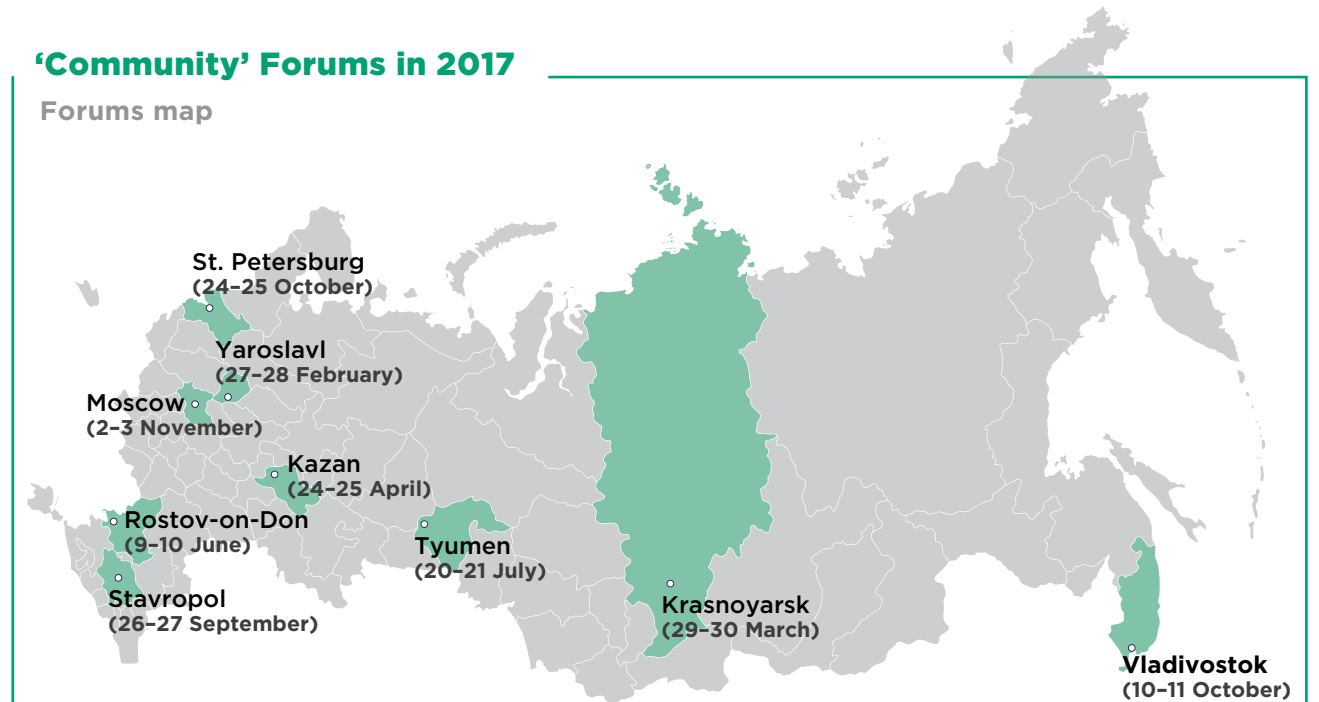 ‘Community’ Forums in 2017
Forums map
St. Petersburg
(24–25 October)
Yaroslavl
(27–28 February)
Moscow
(2–3 November)
Kazan
(24–25 April)
Rostov-on-Don
(9–10 June)
Tyumen
(20–21 July)
Stavropol
(26–27 September)
Krasnoyarsk
(29–30 March)
Vladivostok
(10–11 October)